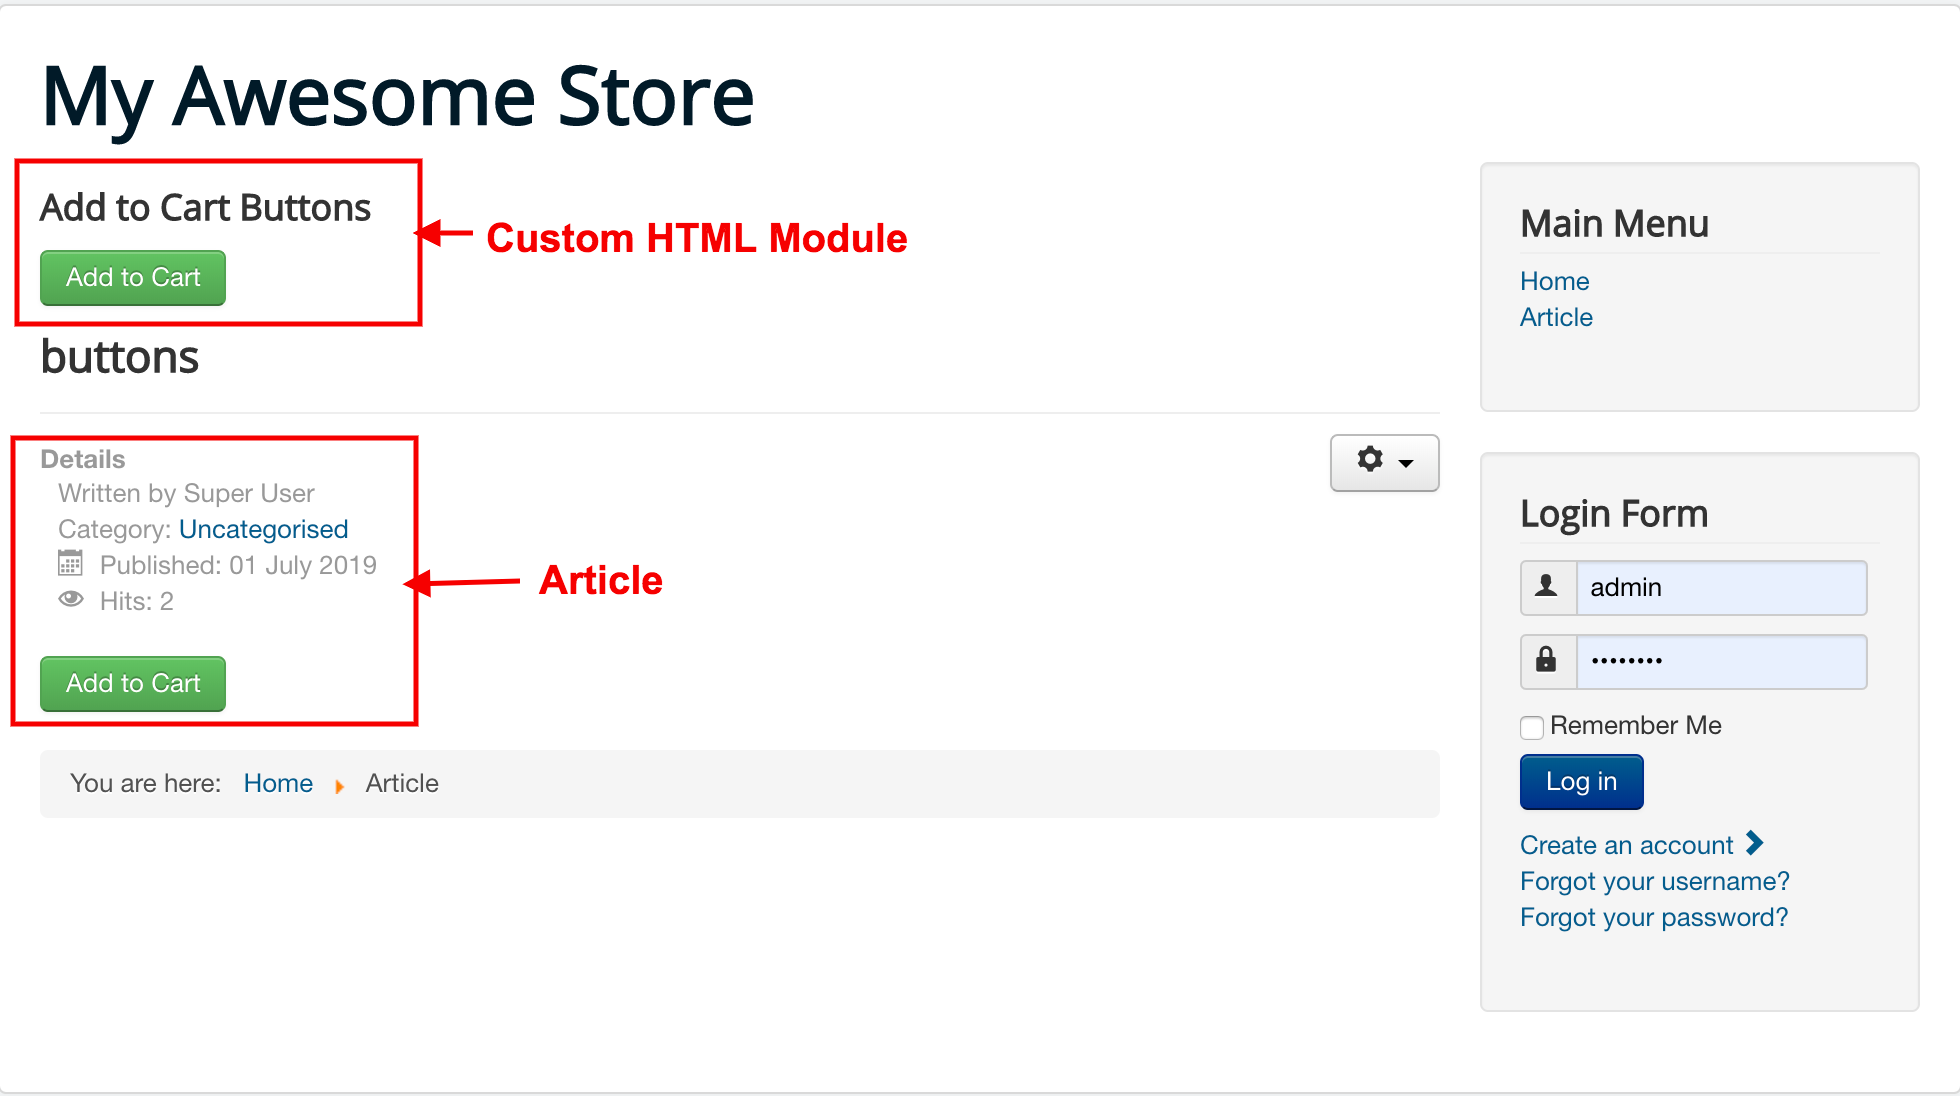 My Awesome Store
Add to Cart Buttons
Custom HTML Module
Add to Cart
buttons
Details
Written by Super User
Category: Uncategorised
Published: 01 July 2019
Hits: 2
Article
Add to Cart
You are here: Home Article
Main Menu
Home
Article
Login Form
admin
••••••••
Remember Me
Log in
Create an account
Forgot your username?
Forgot your password?